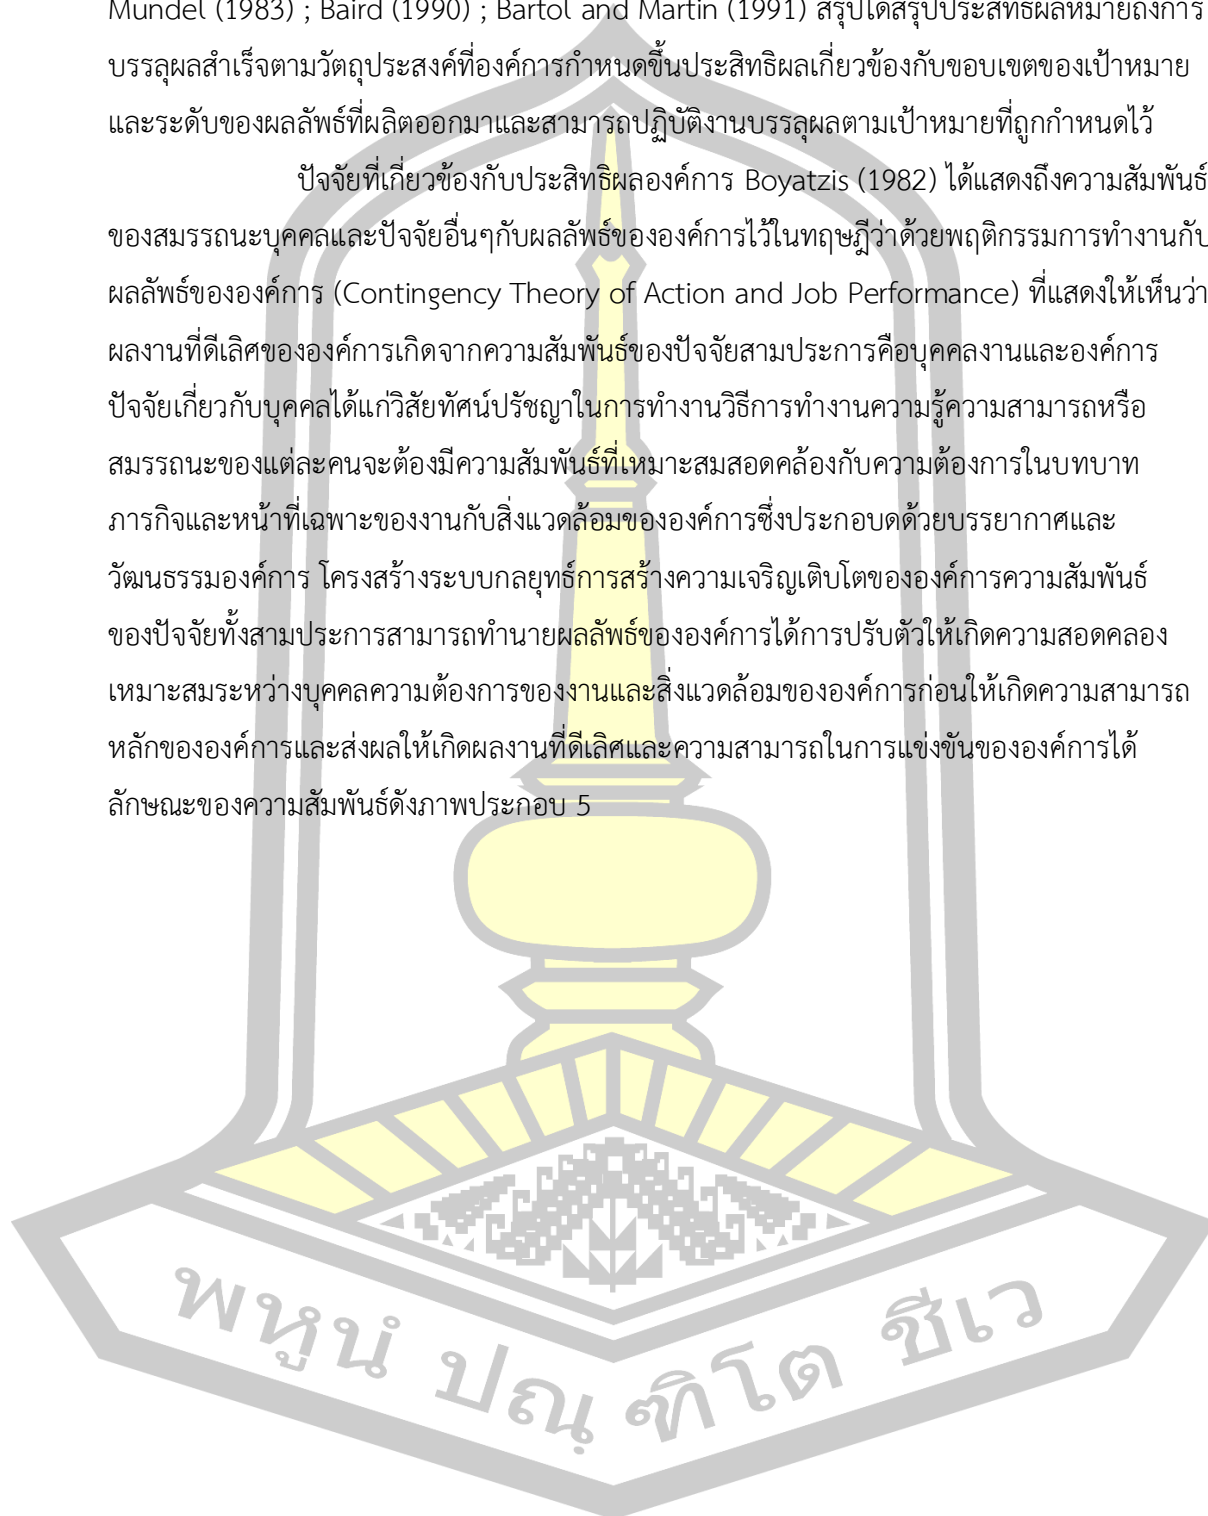 Mundel (1983) ; Baird (1990) ; Bartol and Martin (1991) สรุปได้สรุปประสิทธิผลหมายถึงการ
บรรลุผลสำเร็จตามวัตถุประสงค์ที่องค์การกำหนดขึ้นประสิทธิผลเกี่ยวข้องกับขอบเขตของเป้าหมาย
และระดับของผลลัพธ์ที่ผลิตออกมาและสามารถปฏิบัติงานบรรลุผลตามเป้าหมายที่ถูกกำหนดไว้
ปัจจัยที่เกี่ยวข้องกับประสิทธิผลองค์การ Boyatzis (1982) ได้แสดงถึงความสัมพันธ์
ของสมรรถนะบุคคลและปัจจัยอื่นๆกับผลลัพธ์ขององค์การไว้ในทฤษฎีว่าด้วยพฤติกรรมการทำงานกับ
ผลลัพธ์ขององค์การ (Contingency Theory of Action and Job Performance) ที่แสดงให้เห็นว่า
ผลงานที่ดีเลิศขององค์การเกิดจากความสัมพันธ์ของปัจจัยสามประการคือบุคคลงานและองค์การ
ปัจจัยเกี่ยวกับบุคคลได้แก่วิสัยทัศน์ปรัชญาในการทำงานวิธีการทำงานความรู้ความสามารถหรือ
สมรรถนะของแต่ละคนจะต้องมีความสัมพันธ์ที่เหมาะสมสอดคล้องกับความต้องการในบทบาท
ภารกิจและหน้าที่เฉพาะของงานกับสิ่งแวดล้อมขององค์การซึ่งประกอบดด้วยบรรยากาศและ
วัฒนธรรมองค์การ โครงสร้างระบบกลยุทธ์การสร้างความเจริญเติบโตขององค์การความสัมพันธ์
ของปัจจัยทั้งสามประการสามารถทำนายผลลัพธ์ขององค์การได้การปรับตัวให้เกิดความสอดคลอง
เหมาะสมระหว่างบุคคลความต้องการของงานและสิ่งแวดล้อมขององค์การก่อนให้เกิดความสามารถ
หลักขององค์การและส่งผลให้เกิดผลงานที่ดีเลิศและความสามารถในการแข่งขันขององค์การได้
ลักษณะของความสัมพันธ์ดังภาพประกอบ 5
พหูนํ ปณฺฑิโต ชีเว